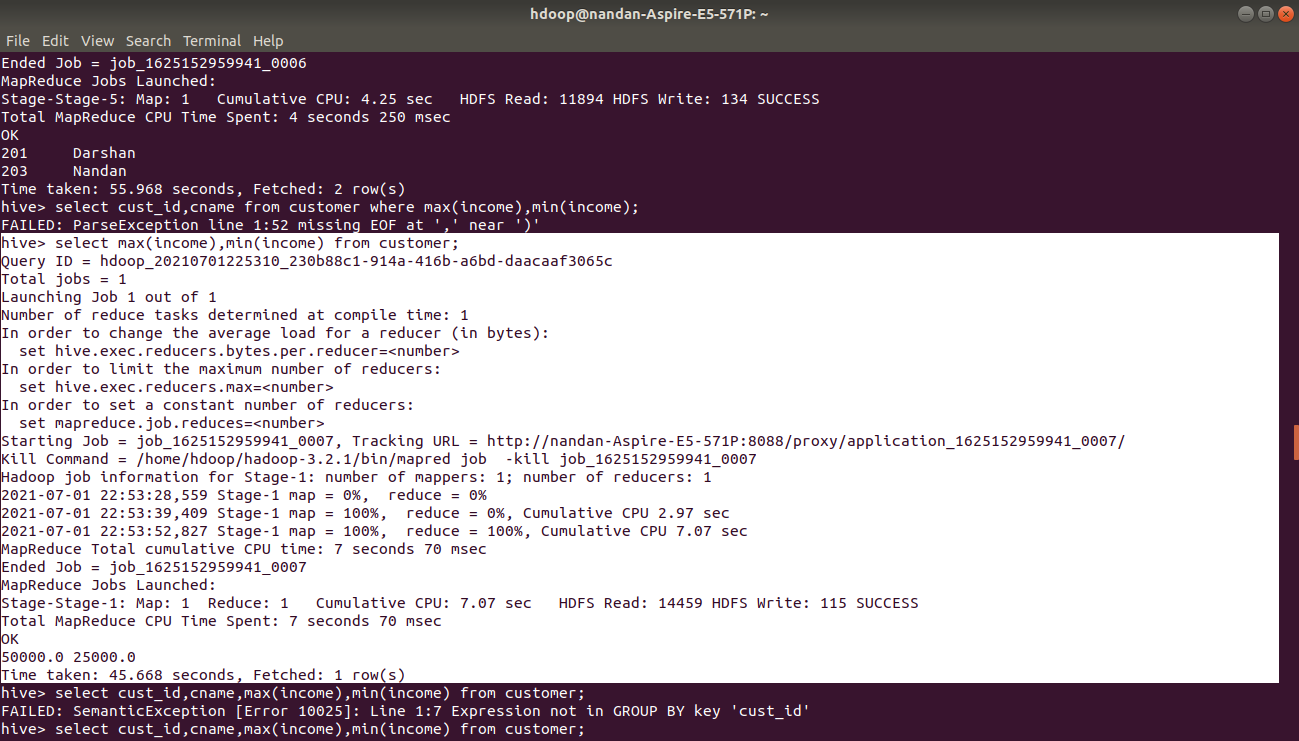 hdoop@nandan-Aspire-E5-571P: ~
File Edit View Search Terminal Help
Ended Job = job_1625152959941_0006
MapReduce Jobs Launched:
Stage-Stage-5: Map: 1   Cumulative CPU: 4.25 sec   HDFS Read: 11894 HDFS Write: 134 SUCCESS
Total MapReduce CPU Time Spent: 4 seconds 250 msec
OK
201     Darshan
203     Nandan
Time taken: 55.968 seconds, Fetched: 2 row(s)
hive> select cust_id,cname from customer where max(income),min(income);
FAILED: ParseException line 1:52 missing EOF at ',' near ')'
hive> select max(income),min(income) from customer;
Query ID = hdoop_20210701225310_230b88c1-914a-416b-a6bd-daacaaf3065c
Total jobs = 1
Launching Job 1 out of 1
Number of reduce tasks determined at compile time: 1
In order to change the average load for a reducer (in bytes):
  set hive.exec.reducers.bytes.per.reducer=<number>
In order to limit the maximum number of reducers:
  set hive.exec.reducers.max=<number>
In order to set a constant number of reducers:
  set mapreduce.job.reduces=<number>
Starting Job = job_1625152959941_0007, Tracking URL = http://nandan-Aspire-E5-571P:8088/proxy/application_1625152959941_0007/
Kill Command = /home/hdoop/hadoop-3.2.1/bin/mapred job  -kill job_1625152959941_0007
Hadoop job information for Stage-1: number of mappers: 1; number of reducers: 1
2021-07-01 22:53:28,559 Stage-1 map = 0%,  reduce = 0%
2021-07-01 22:53:39,409 Stage-1 map = 100%,  reduce = 0%, Cumulative CPU 2.97 sec
2021-07-01 22:53:52,827 Stage-1 map = 100%,  reduce = 100%, Cumulative CPU 7.07 sec
MapReduce Total cumulative CPU time: 7 seconds 70 msec
Ended Job = job_1625152959941_0007
MapReduce Jobs Launched:
Stage-Stage-1: Map: 1  Reduce: 1   Cumulative CPU: 7.07 sec   HDFS Read: 14459 HDFS Write: 115 SUCCESS
Total MapReduce CPU Time Spent: 7 seconds 70 msec
OK
50000.0 25000.0
Time taken: 45.668 seconds, Fetched: 1 row(s)
hive> select cust_id,cname,max(income),min(income) from customer;
FAILED: SemanticException [Error 10025]: Line 1:7 Expression not in GROUP BY key 'cust_id'
hive> select cust_id,cname,max(income),min(income) from customer;